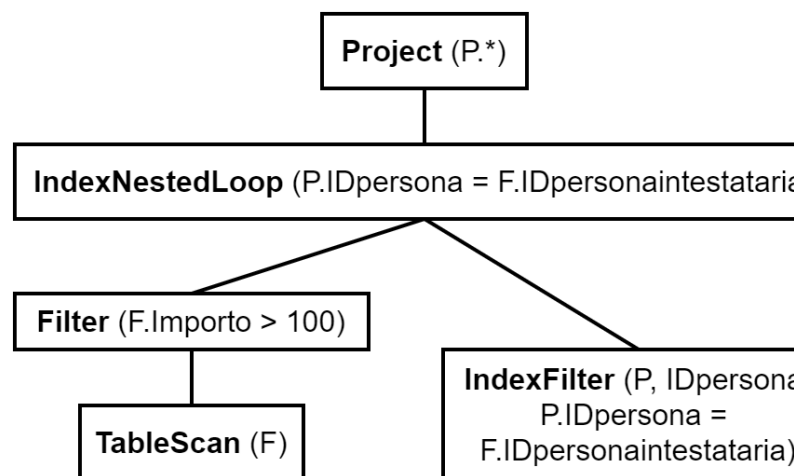 Project (P.*)
IndexNestedLoop (P.IDpersona = F.IDpersonaintestataria
Filter (F.Importo > 100)
IndexFilter (P, IDpersona
P.IDpersona =
F.IDpersonaintestataria)
TableScan (F)